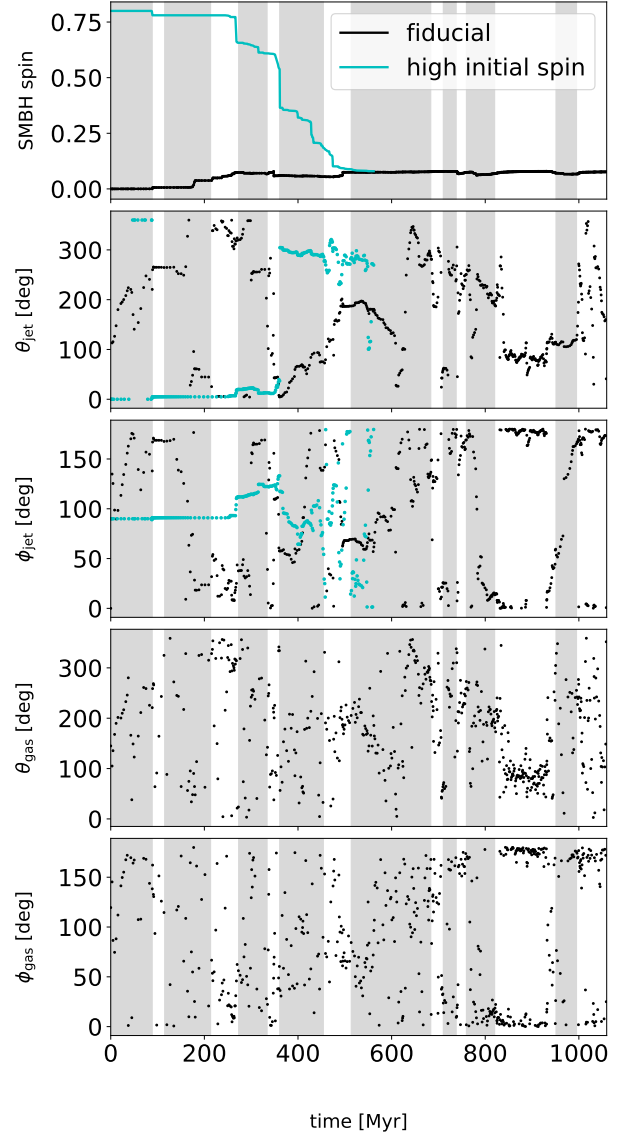 0.75
0.50
0.25
0.00
SMBH spin
fiducial
high initial spin
300
200
100
0
θjet [deg]
150
100
50
0
ϕjet [deg]
300
200
100
0
θgas [deg]
150
100
50
0
ϕgas [deg]
0 200 400 600 800 1000
time [Myr]